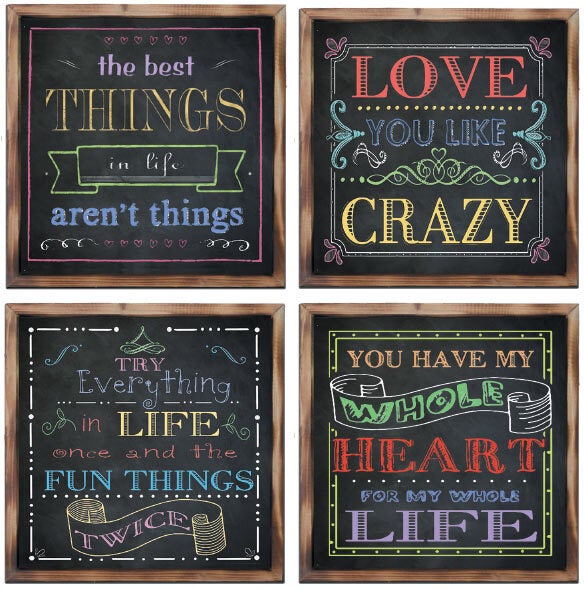 the best
THINGS
in life
aren't things
LOVE
YOU LIKE
CRAZY
TRY
Everything
in LIFE
once and the
FUN THINGS
TWICE
YOU HAVE MY
WHOLE
HEART
FOR MY WHOLE
LIFE